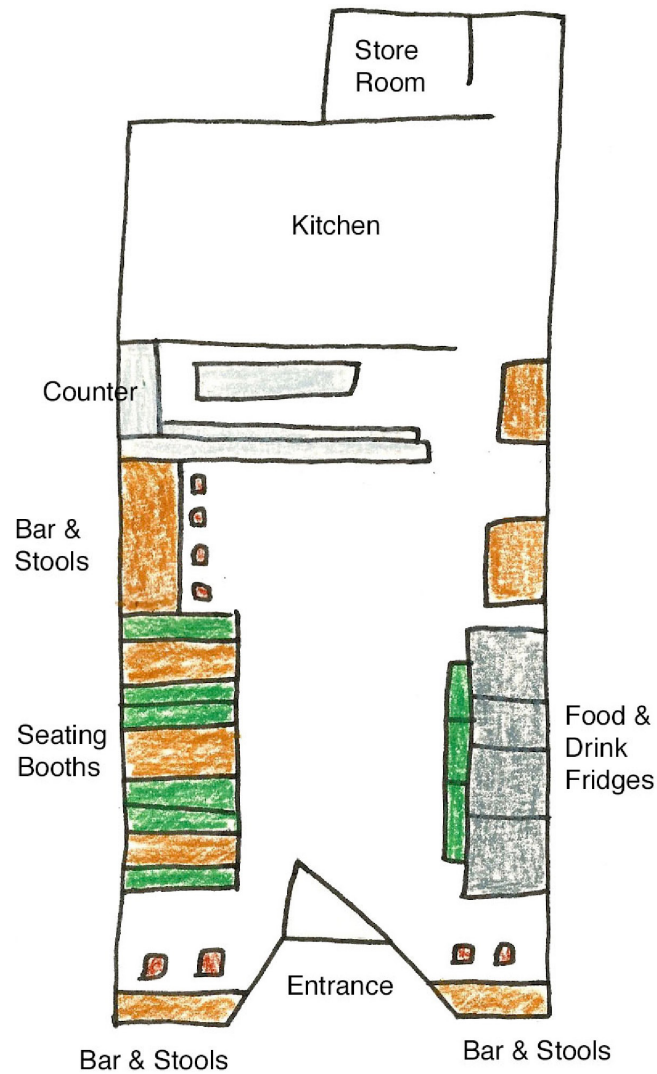 Store
Room
Kitchen
Counter
Bar &
Stools
Seating
Booths
Food &
Drink
Fridges
Entrance
Bar & Stools
Bar & Stools